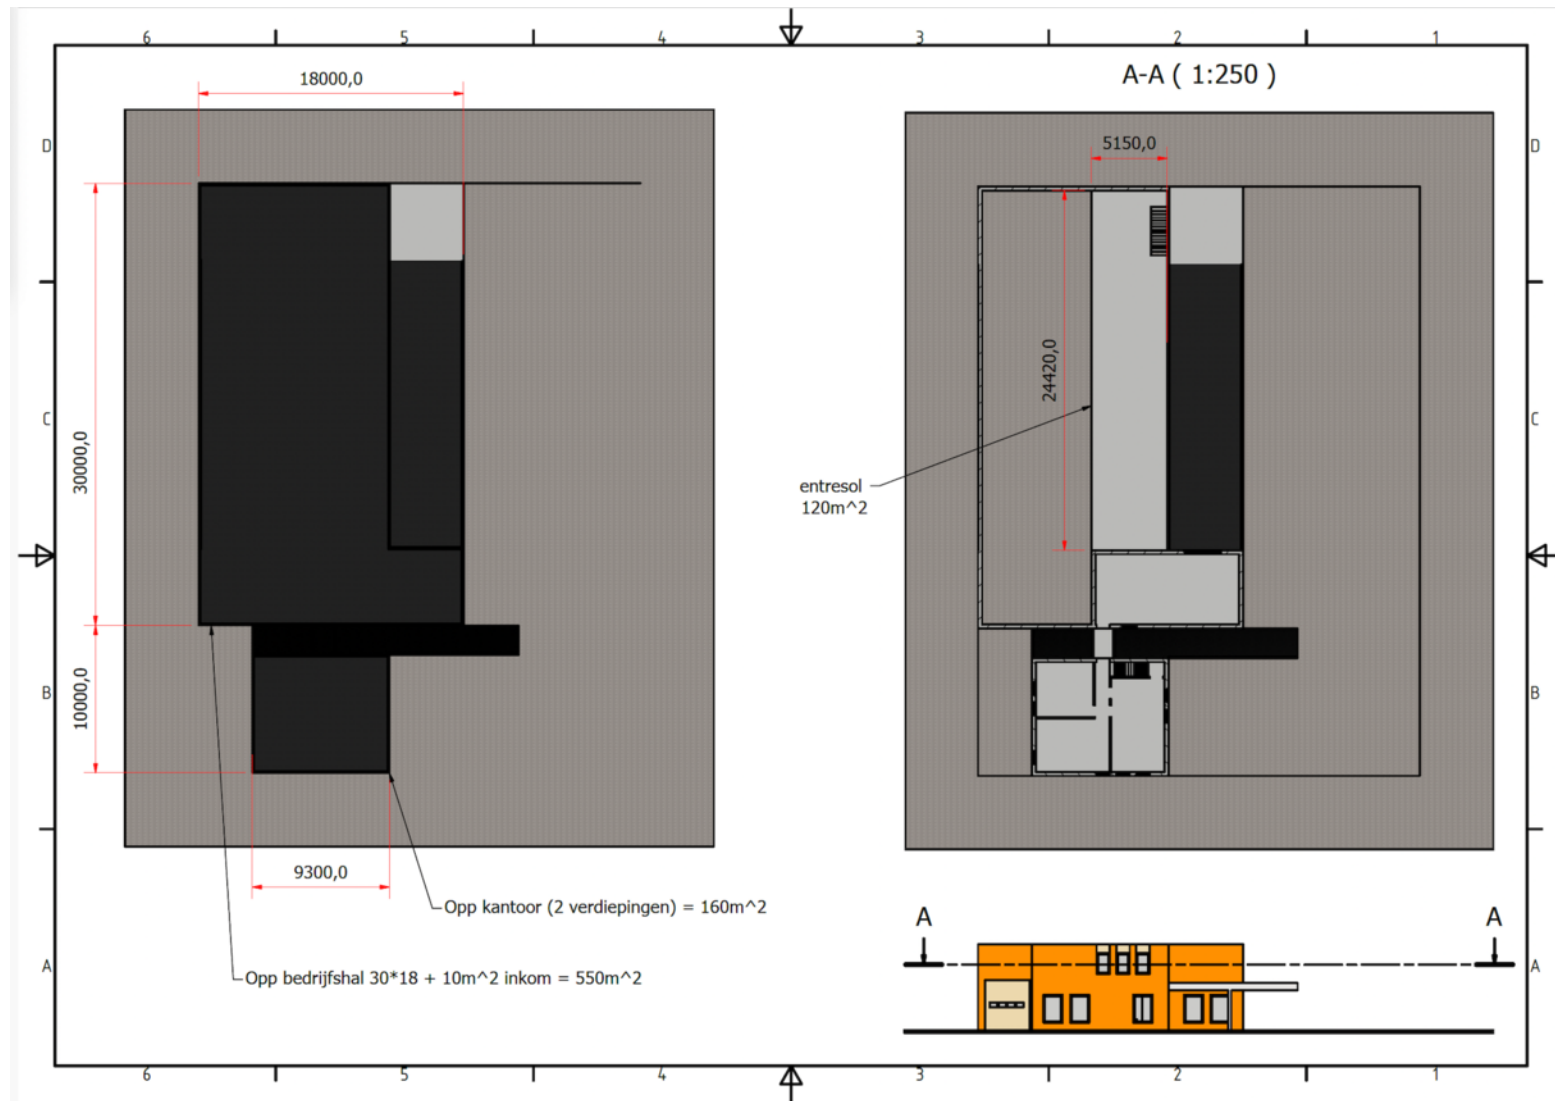 6 5 4 3 2 1
A-A ( 1:250 )
18000,0
5150,0
D D
24420,0
C C
30000,0
entresol
120m^2
B B
10000,0
9300,0
Opp kantoor (2 verdiepingen) = 160m^2
A A
Opp bedrijfshal 30*18 + 10m^2 inkom = 550m^2
A A
6 5 4 3 2 1